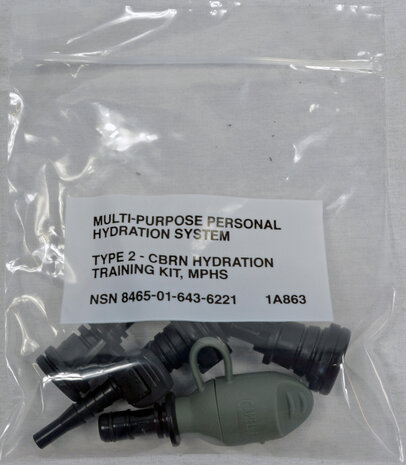 MULTI-PURPOSE PERSONAL
HYDRATION SYSTEM
TYPE 2 - CBRN HYDRATION
TRAINING KIT, MPHS
NSN 8465-01-643-6221 1A863